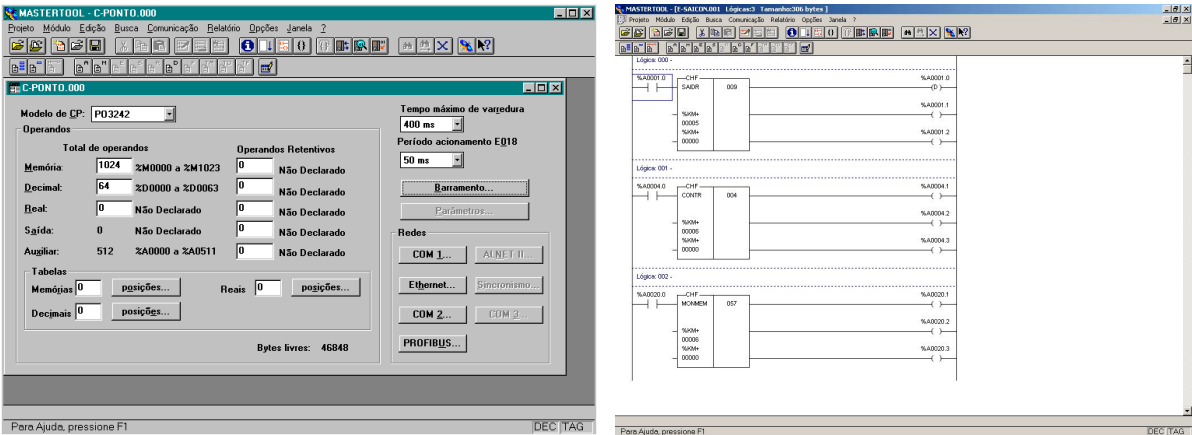 MASTERTOOL - C-PONTO.000
Projeto Módulo Edição Busca Comunicação Relatório Opções Janela ?
C-PONTO.000
Modelo de CP: PO3242
Tempo máximo de varredura
400 ms
Período acionamento E018
50 ms
Operandos
Total de operandos Operandos Retentivos
Memória: 1024 %M0000 a %M1023 0 Não Declarado
Decimal: 64 %D0000 a %D0063 0 Não Declarado
Real: 0 Não Declarado 0 Não Declarado
Saída: 0 Não Declarado 0 Não Declarado
Auxiliar: 512 %A0000 a %A0511 0 Não Declarado
Tabelas
Memórias 0 posições... Reais 0 posições...
Decimais 0 posições...
Bytes livres: 46848
Barramento...
Parâmetros...
Redes
COM 1... ALNET II...
Ethernet... Sincronismo...
COM 2... COM 3...
PROFIBUS...
Para Ajuda, pressione F1 DEC TAG
MASTERTOOL - [E-SAICON.001 Lógicas:3 Tamanho:306 bytes ]
Projeto Módulo Edição Busca Comunicação Relatório Opções Janela ?
Lógica: 000 -
%A0001.0 CHF %A0001.0
SAIDR 009 (D)
%A0001.1
%KM+
00005
%KM+ %A0001.2
00000
Lógica: 001 -
%A0004.0 CHF %A0004.1
CONTR 004
%A0004.2
%KM+
00006
%KM+ %A0004.3
00000
Lógica: 002 -
%A0020.0 CHF %A0020.1
MONMEM 057
%A0020.2
%KM+
00006
%KM+ %A0020.3
00000
Para Ajuda, pressione F1 DEC TAG